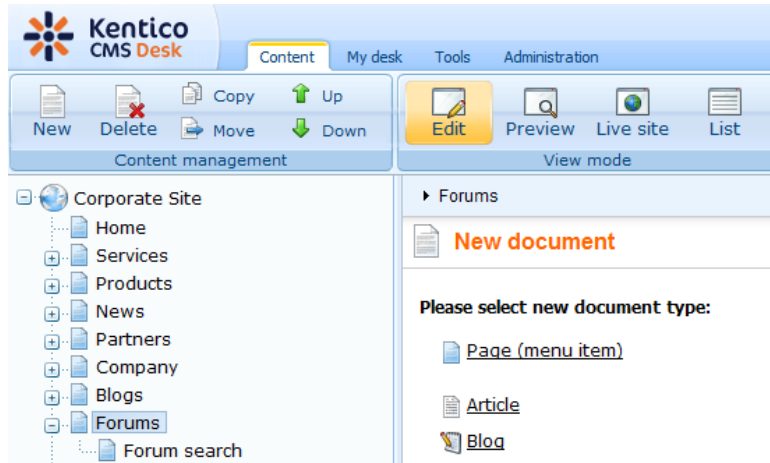 Kentico
CMS Desk
Content My desk Tools Administration
New Delete Copy Move Up Down Edit Preview Live site List
Content management View mode
Corporate Site
Home
Services
Products
News
Partners
Company
Blogs
Forums
Forum search
Forums
New document
Please select new document type:
Page (menu item)
Article
Blog